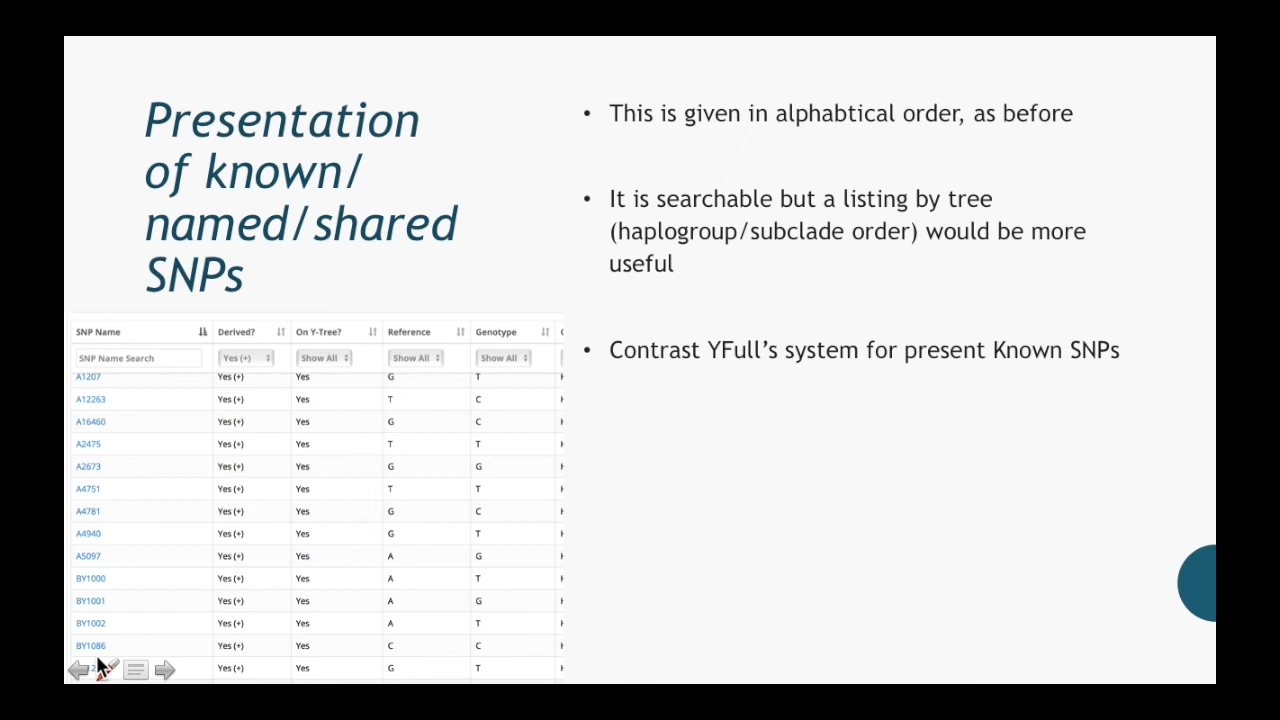 Presentation
of known/
named/shared
SNPs
• This is given in alphabtical order, as before
• It is searchable but a listing by tree
(haplogroup/subclade order) would be more
useful
• Contrast YFull's system for present Known SNPs
SNP Name Derived? On Y-Tree? Reference Genotype
SNP Name Search Yes (+) Show All Show All Show All
A1207 Yes (+) Yes G T
A12263 Yes (+) Yes T C
A16460 Yes (+) Yes G C
A2475 Yes (+) Yes T T
A2673 Yes (+) Yes G G
A4751 Yes (+) Yes T T
A4781 Yes (+) Yes G C
A4940 Yes (+) Yes G T
A5097 Yes (+) Yes A G
BY1000 Yes (+) Yes A T
BY1001 Yes (+) Yes A G
BY1002 Yes (+) Yes A T
BY1086 Yes (+) Yes C C
Yes (+) Yes G T